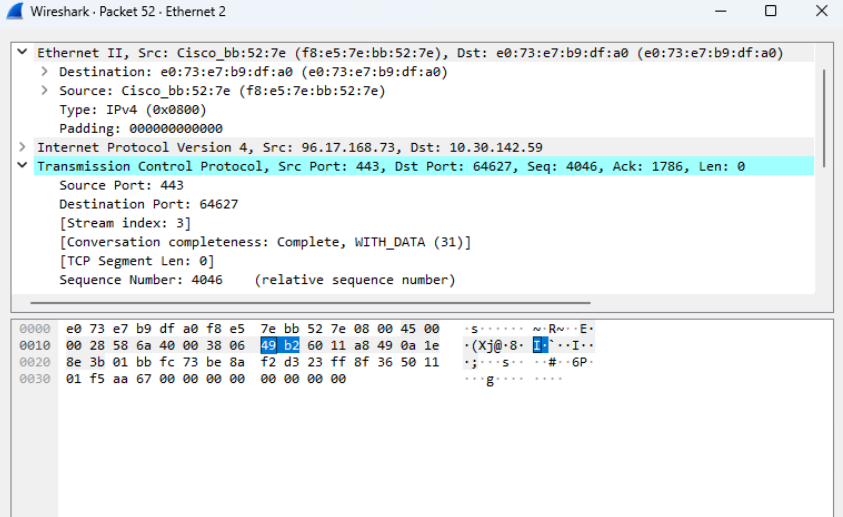 Wireshark · Packet 52 · Ethernet 2
Ethernet II, Src: Cisco_bb:52:7e (f8:e5:7e:bb:52:7e), Dst: e0:73:e7:b9:df:a0 (e0:73:e7:b9:df:a0)
Destination: e0:73:e7:b9:df:a0 (e0:73:e7:b9:df:a0)
Source: Cisco_bb:52:7e (f8:e5:7e:bb:52:7e)
Type: IPv4 (0x0800)
Padding: 000000000000
Internet Protocol Version 4, Src: 96.17.168.73, Dst: 10.30.142.59
Transmission Control Protocol, Src Port: 443, Dst Port: 64627, Seq: 4046, Ack: 1786, Len: 0
Source Port: 443
Destination Port: 64627
[Stream index: 3]
[Conversation completeness: Complete, WITH_DATA (31)]
[TCP Segment Len: 0]
Sequence Number: 4046    (relative sequence number)
0000  e0 73 e7 b9 df a0 f8 e5  7e bb 52 7e 08 00 45 00  ·s······ ~·R~··E·
0010  00 28 58 6a 40 00 38 06  49 b2 60 11 a8 49 0a 1e  ·(Xj@·8· I·`··I··
0020  8e 3b 01 bb fc 73 be 8a  f2 d3 23 ff 8f 36 50 11  ·;···s·· ··#··6P·
0030  01 f5 aa 67 00 00 00 00  00 00 00 00  ···g···· ····